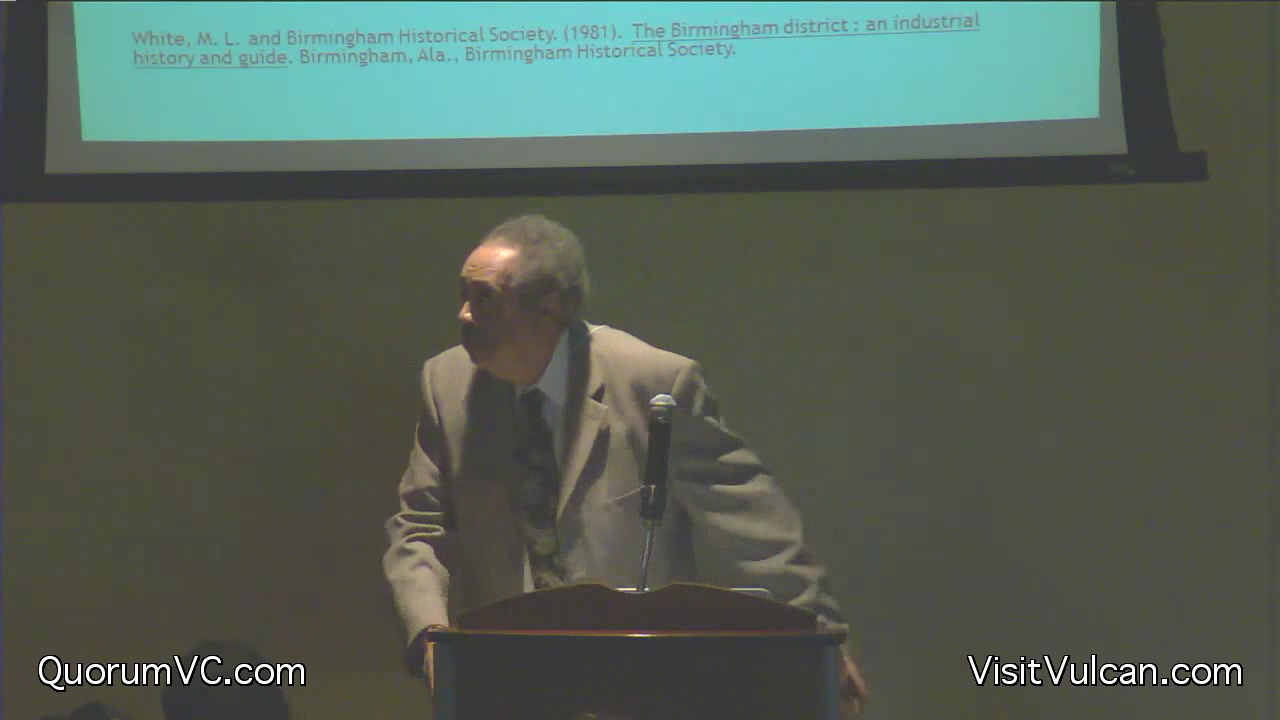 White, M. L. and Birmingham Historical Society. (1981). The Birmingham district : an industrial
history and guide. Birmingham, Ala., Birmingham Historical Society.
QuorumVC.com
VisitVulcan.com